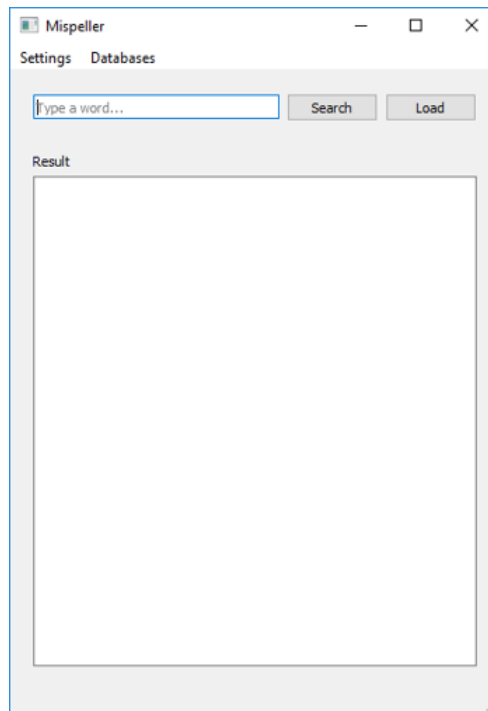 Mispeller
Settings Databases
Type a word...
Search
Load
Result